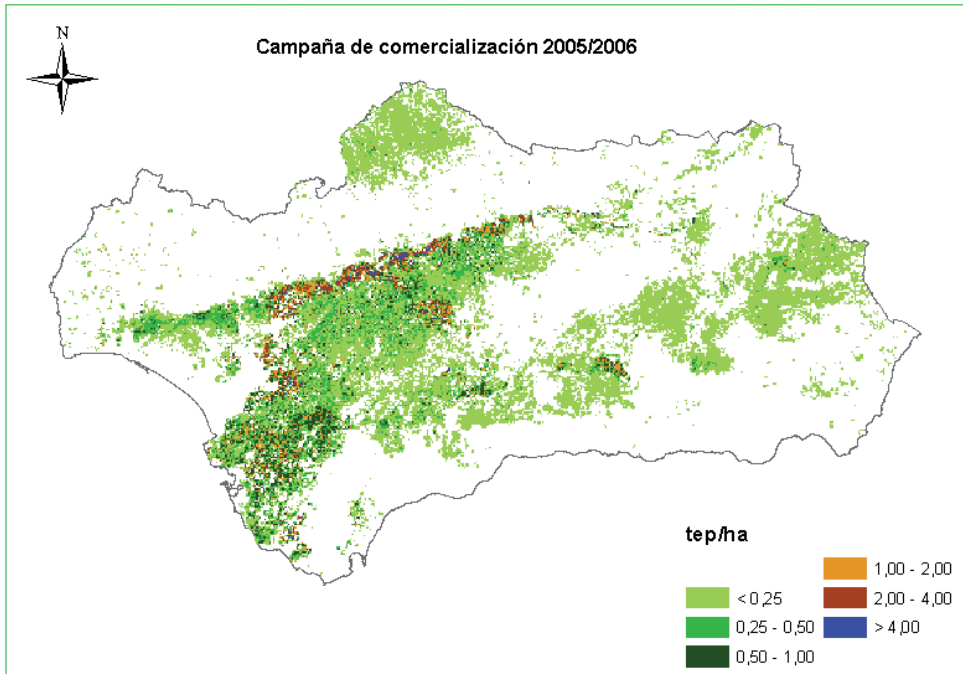 N
Campaña de comercialización 2005/2006
tep/ha
< 0,25
0,25 - 0,50
0,50 - 1,00
1,00 - 2,00
2,00 - 4,00
> 4,00